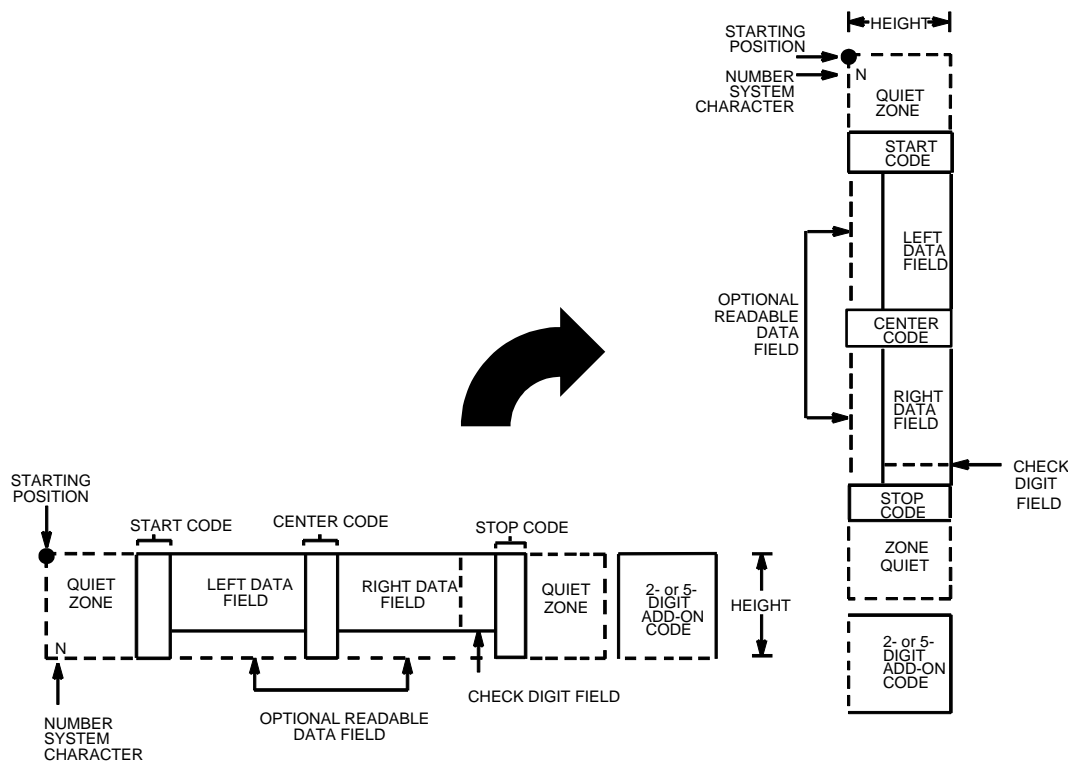 HEIGHT
STARTING
POSITION
NUMBER
SYSTEM
CHARACTER
N
QUIET
ZONE
START
CODE
LEFT
DATA
FIELD
OPTIONAL
READABLE
DATA
FIELD
CENTER
CODE
RIGHT
DATA
FIELD
CHECK
DIGIT
FIELD
STOP
CODE
ZONE
QUIET
2- or 5-
DIGIT
ADD-ON
CODE
STARTING
POSITION
START CODE
CENTER CODE
STOP CODE
QUIET
ZONE
LEFT DATA
FIELD
RIGHT DATA
FIELD
QUIET
ZONE
2- or 5-
DIGIT
ADD-ON
CODE
HEIGHT
N
NUMBER
SYSTEM
CHARACTER
OPTIONAL READABLE
DATA FIELD
CHECK DIGIT FIELD